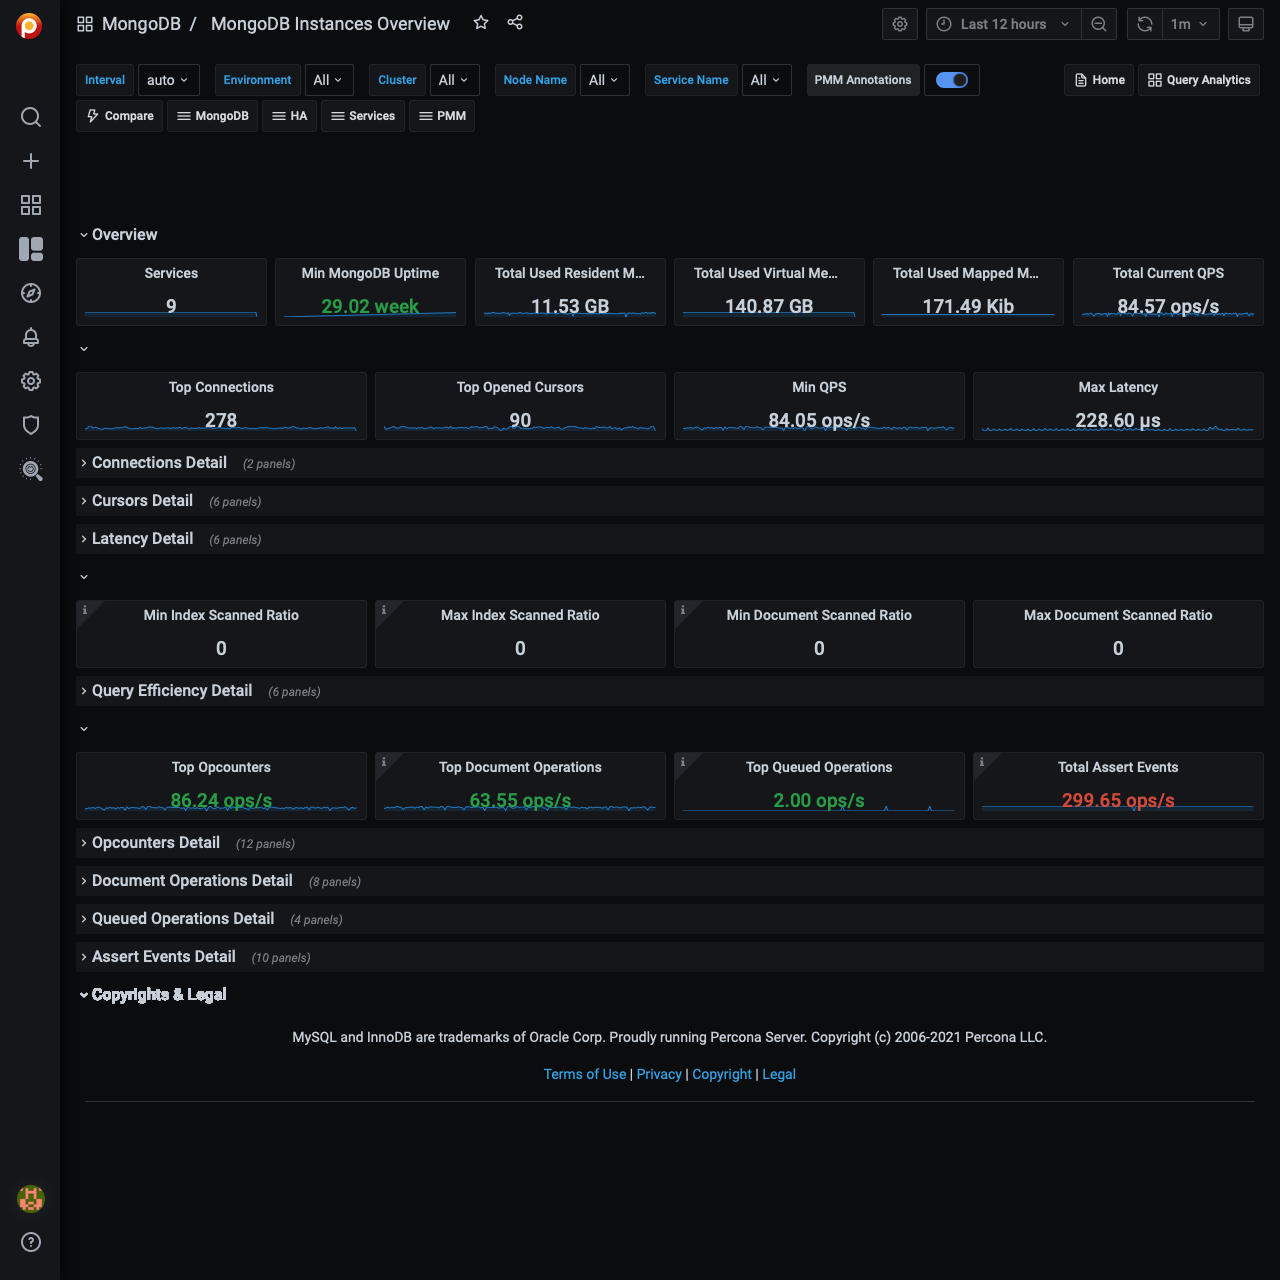 MongoDB / MongoDB Instances Overview
Last 12 hours
1m
Interval auto Environment All Cluster All Node Name All Service Name All PMM Annotations Home Query Analytics
Compare MongoDB HA Services PMM
Overview
Services Min MongoDB Uptime Total Used Resident M... Total Used Virtual Me... Total Used Mapped M... Total Current QPS
9 29.02 week 11.53 GB 140.87 GB 171.49 Kib 84.57 ops/s
Top Connections Top Opened Cursors Min QPS Max Latency
278 90 84.05 ops/s 228.60 µs
Connections Detail (2 panels)
Cursors Detail (6 panels)
Latency Detail (6 panels)
Min Index Scanned Ratio Max Index Scanned Ratio Min Document Scanned Ratio Max Document Scanned Ratio
0 0 0 0
Query Efficiency Detail (6 panels)
Top Opcounters Top Document Operations Top Queued Operations Total Assert Events
86.24 ops/s 63.55 ops/s 2.00 ops/s 299.65 ops/s
Opcounters Detail (12 panels)
Document Operations Detail (8 panels)
Queued Operations Detail (4 panels)
Assert Events Detail (10 panels)
Copyrights & Legal
MySQL and InnoDB are trademarks of Oracle Corp. Proudly running Percona Server. Copyright (c) 2006-2021 Percona LLC.
Terms of Use | Privacy | Copyright | Legal